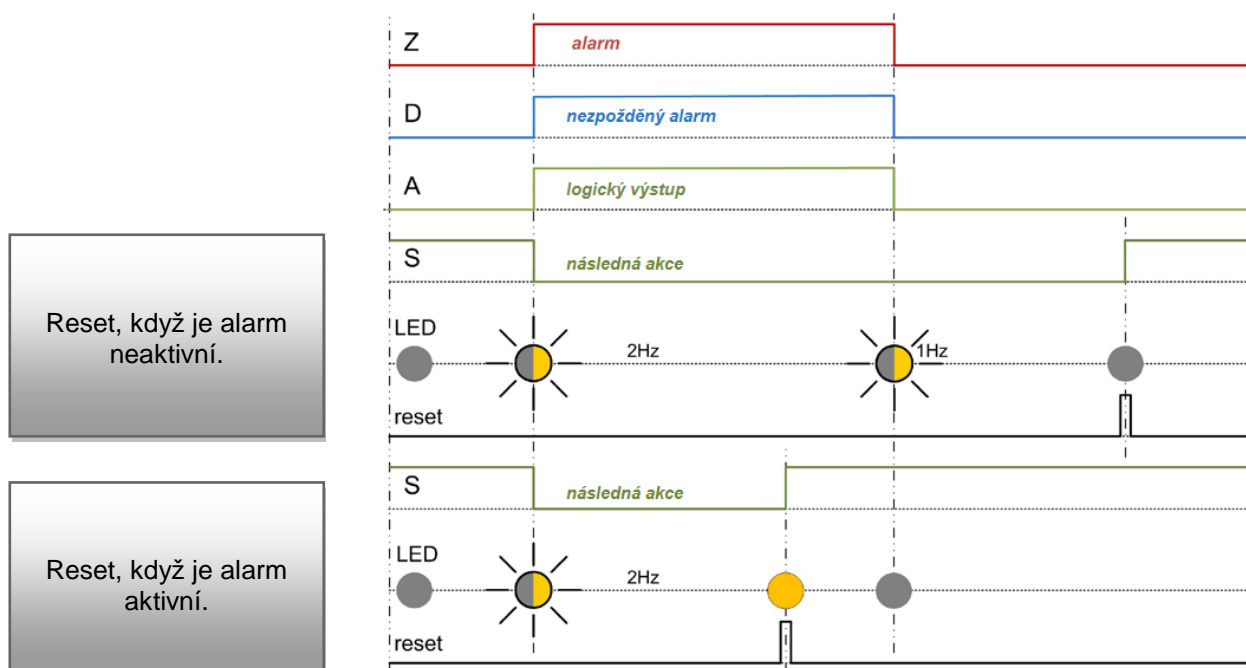 Z
alarm
D
nezpožděný alarm
A
logický výstup
Reset, když je alarm
neaktivní.
S
následná akce
LED
2Hz
1Hz
reset
Reset, když je alarm
aktivní.
S
následná akce
LED
2Hz
reset